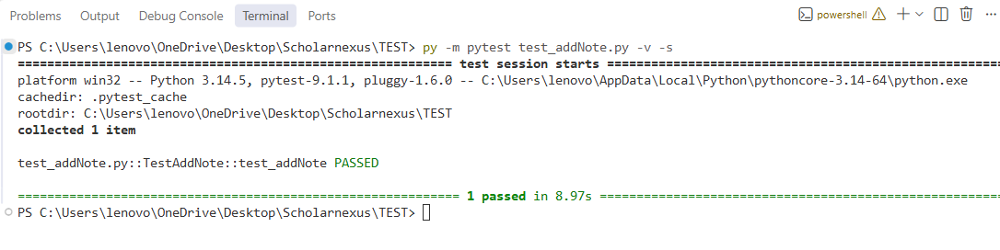 Problems Output Debug Console Terminal Ports powershell
PS C:\Users\lenovo\OneDrive\Desktop\Scholarnexus\TEST> py -m pytest test_addNote.py -v -s
=========================================================== test session starts ======================================================
platform win32 -- Python 3.14.5, pytest-9.1.1, pluggy-1.6.0 -- C:\Users\lenovo\AppData\Local\Python\pythoncore-3.14-64\python.exe
cachedir: .pytest_cache
rootdir: C:\Users\lenovo\OneDrive\Desktop\Scholarnexus\TEST
collected 1 item
test_addNote.py::TestAddNote::test_addNote PASSED
============================================================ 1 passed in 8.97s =======================================================
PS C:\Users\lenovo\OneDrive\Desktop\Scholarnexus\TEST>